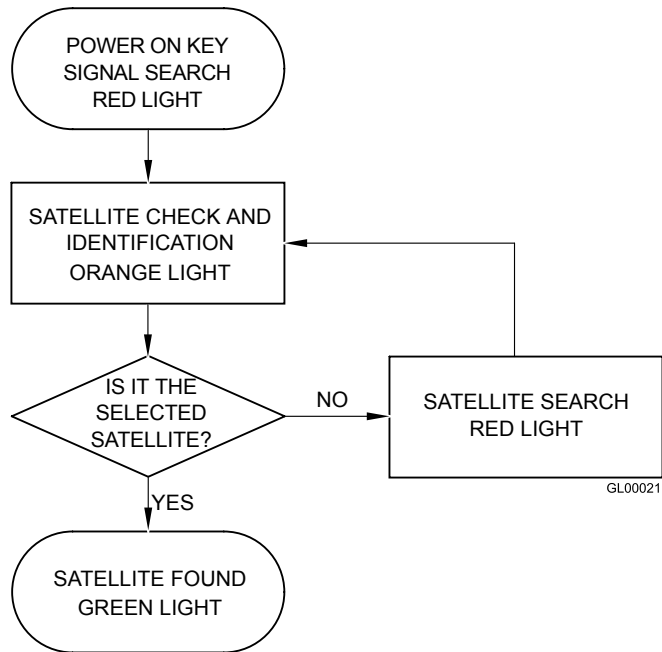 POWER ON KEY
SIGNAL SEARCH
RED LIGHT
SATELLITE CHECK AND
IDENTIFICATION
ORANGE LIGHT
IS IT THE
SELECTED
SATELLITE?
NO
SATELLITE SEARCH
RED LIGHT
GL00021
YES
SATELLITE FOUND
GREEN LIGHT